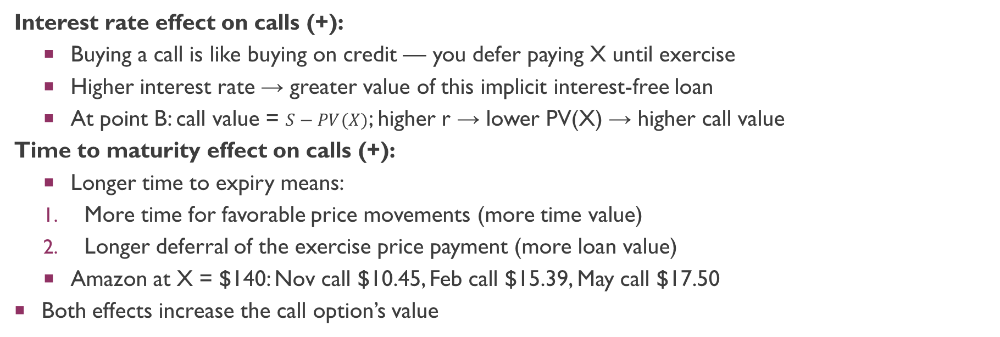 Interest rate effect on calls (+):
▪ Buying a call is like buying on credit — you defer paying X until exercise
▪ Higher interest rate → greater value of this implicit interest-free loan
▪ At point B: call value = S − PV(X); higher r → lower PV(X) → higher call value
Time to maturity effect on calls (+):
▪ Longer time to expiry means:
1. More time for favorable price movements (more time value)
2. Longer deferral of the exercise price payment (more loan value)
▪ Amazon at X = $140: Nov call $10.45, Feb call $15.39, May call $17.50
▪ Both effects increase the call option’s value